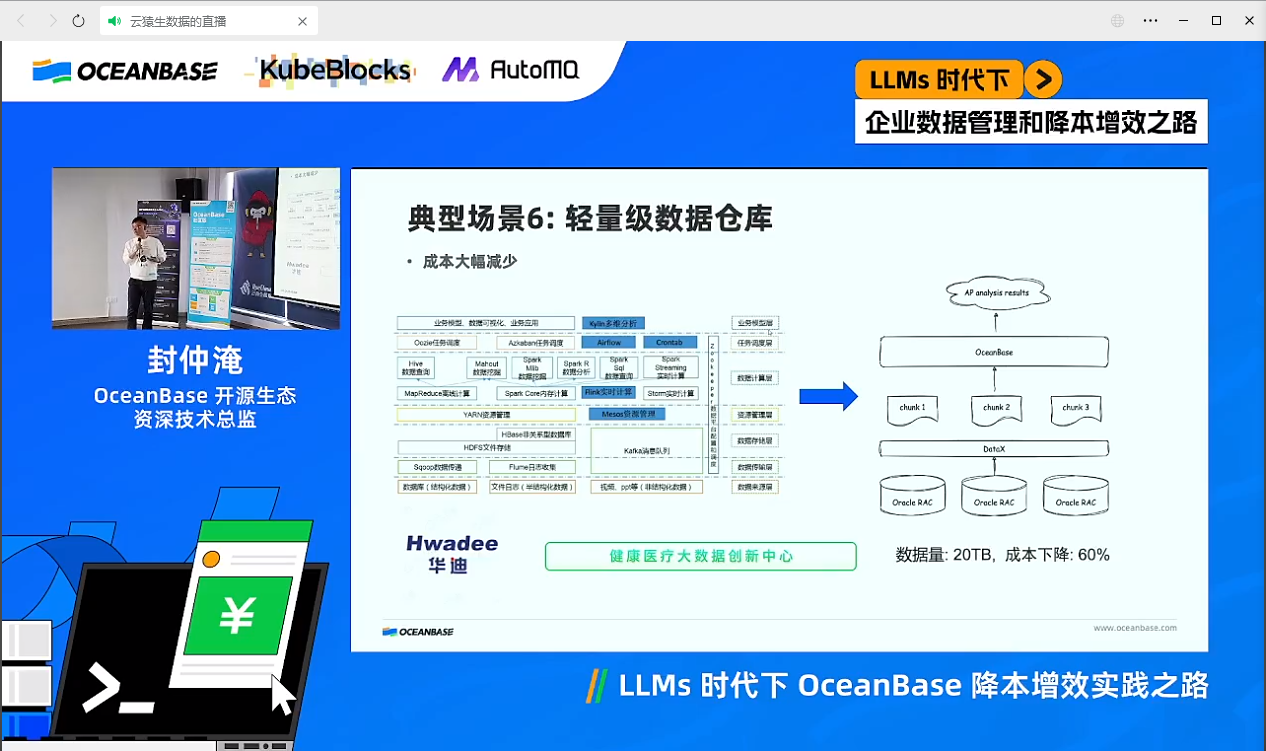 云猿生数据的直播
OCEANBASE
KubeBlocks
AutoMQ
LLMs 时代下
企业数据管理和降本增效之路
OceanBase
封仲淹
OceanBase 开源生态
资深技术总监
典型场景6: 轻量级数据仓库
• 成本大幅减少
业务模型、数据可视化、业务应用
Kylin多维分析
业务模型层
Oozie任务调度
Azkaban任务调度
Airflow
Crontab
任务调度层
Hive
数据查询
Mahout
数据挖掘
Spark
Mlib
数据挖掘
Spark R
数据分析
Spark
Sql
数据查询
Spark
Streaming
实时计算
数据计算层
MapReduce离线计算
Spark Core内存计算
Flink实时计算
Storm实时计算
YARN资源管理
Mesos资源管理
资源管理层
HBase非关系型数据库
HDFS文件存储
Kafka消息队列
数据存储层
Sqoop数据传递
Flume日志收集
数据传输层
数据库（结构化数据）
文件日志（半结构化数据）
视频、ppt等（非结构化数据）
数据来源层
Zookeeper数据平台配置和调度
AP analysis results
OceanBase
chunk 1
chunk 2
chunk 3
DataX
Oracle RAC
Oracle RAC
Oracle RAC
Hwadee
华迪
健康医疗大数据创新中心
数据量: 20TB, 成本下降: 60%
OCEANBASE
www.oceanbase.com
¥
LLMs 时代下 OceanBase 降本增效实践之路